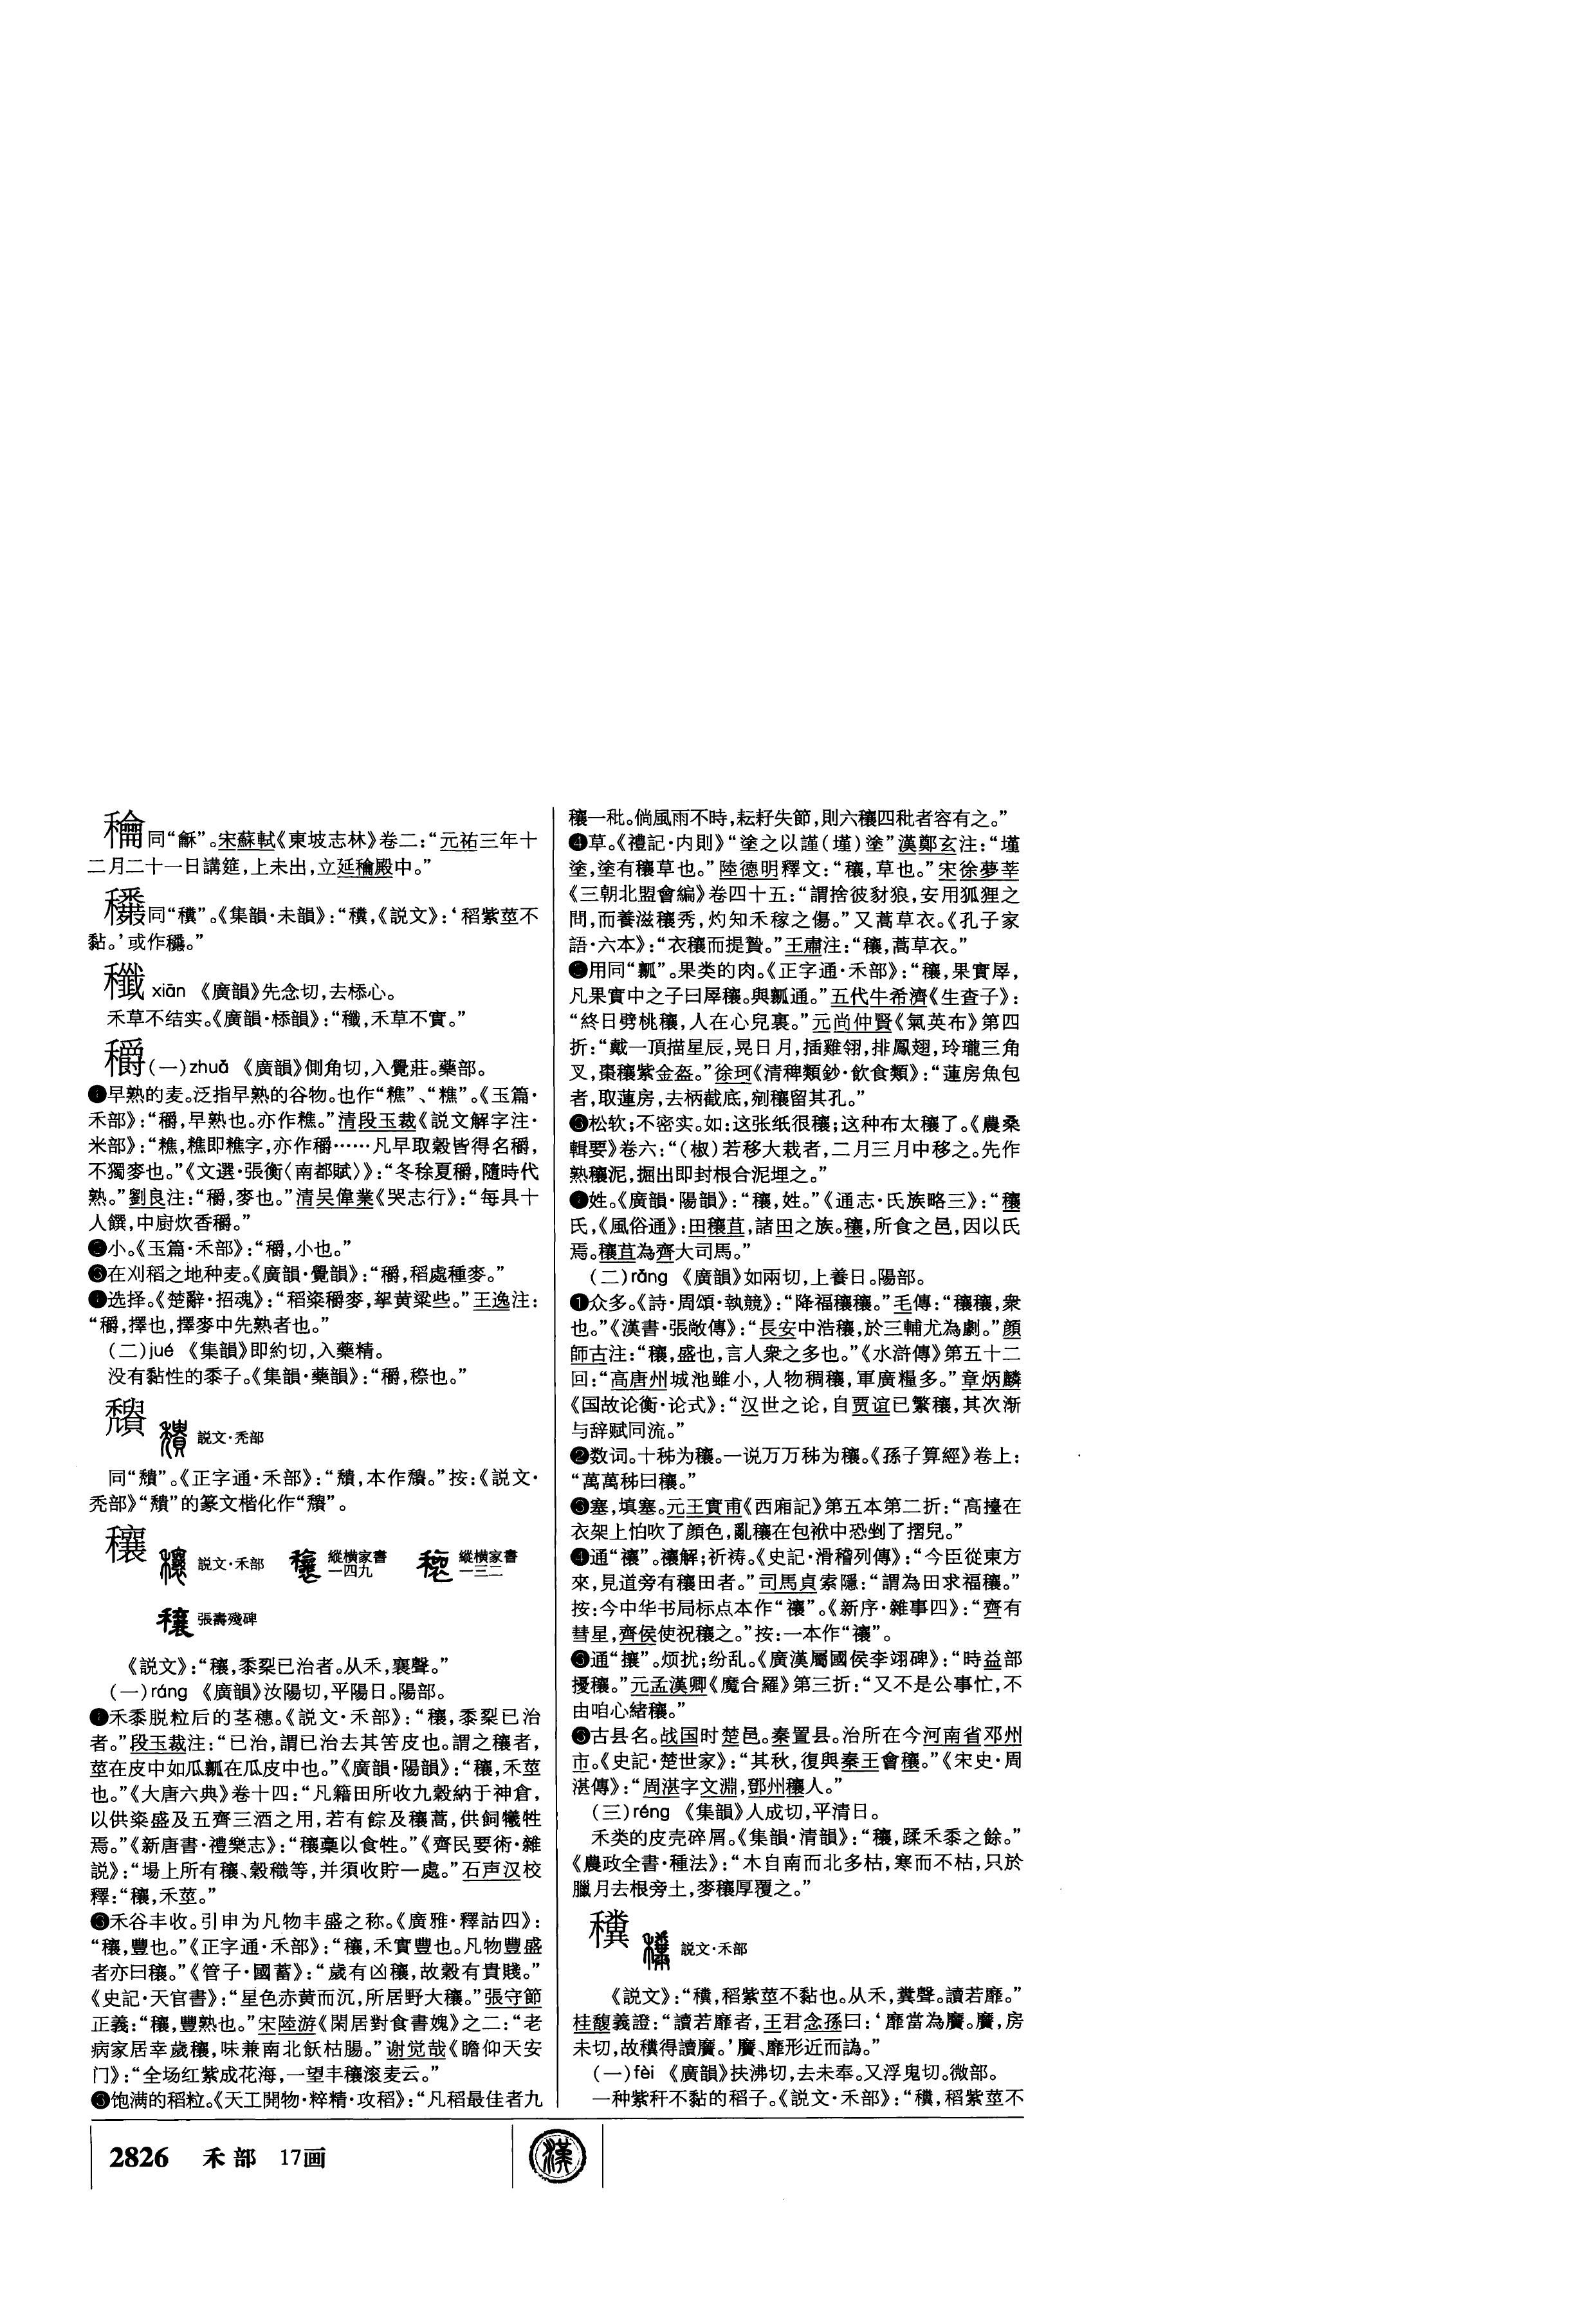 䆂同“龢”。宋蘇軾《東坡志林》卷二：“元祐三年十
二月二十一日講筵，上未出，立延䆂殿中。”
同“穬”。《集韻·未韻》：“，《説文》：‘稻紫莖不
黏。’或作。”
xiān 《廣韻》先念切，去㮇心。
禾草不结实。《廣韻·㮇韻》：“，禾草不實。”
穱(一)zhuō 《廣韻》側角切，入覺莊。藥部。
❶早熟的麦。泛指早熟的谷物。也作“穛”、“糕”。《玉篇·
禾部》：“穱，早熟也。亦作穛。”清段玉裁《説文解字注·
米部》：“糕，糕即穛字，亦作穱……凡早取穀皆得名穱，
不獨麥也。”《文選·張衡〈南都賦〉》：“冬稌夏穱，隨時代
熟。”劉良注：“穱，麥也。”清吴偉業《哭志行》：“每具十
人饌，中廚炊香穱。”
❷小。《玉篇·禾部》：“穱，小也。”
❸在刈稻之地种麦。《廣韻·覺韻》：“穱，稻處種麥。”
❹选择。《楚辭·招魂》：“稻粢穱麥，挐黄粱些。”王逸注：
“穱，擇也，擇麥中先熟者也。”
(二)jué 《集韻》即約切，入藥精。
没有黏性的黍子。《集韻·藥韻》：“穱，穄也。”
説文·禿部
同“穨”。《正字通·禾部》：“穨，本作。”按：《説文·
禿部》“穨”的篆文楷化作“”。
穰 説文·禾部 縱横家書一四九 縱横家書一三二
張壽殘碑
《説文》：“穰，黍䅀已治者。从禾，襄聲。”
(一)ráng 《廣韻》汝陽切，平陽日。陽部。
❶禾黍脱粒后的茎穗。《説文·禾部》：“穰，黍䅀已治
者。”段玉裁注：“已治，謂已治去其箁皮也。謂之穰者，
莖在皮中如瓜瓤在瓜皮中也。”《廣韻·陽韻》：“穰，禾莖
也。”《大唐六典》卷十四：“凡籍田所收九穀納于神倉，
以供粢盛及五齊三酒之用，若有餘及穰蒿，供飼犧牲
焉。”《新唐書·禮樂志》：“穰稾以食牲。”《齊民要術·雜
説》：“場上所有穰、穀穊等，并須收貯一處。”石声汉校
釋：“穰，禾莖。”
❷禾谷丰收。引申为凡物丰盛之称。《廣雅·釋詁四》：
“穰，豐也。”《正字通·禾部》：“穰，禾實豐也。凡物豐盛
者亦曰穰。”《管子·國蓄》：“歲有凶穰，故穀有貴賤。”
《史記·天官書》：“星色赤黄而沉，所居野大穰。”張守節
正義：“穰，豐熟也。”宋陸游《閑居對食書媿》之二：“老
病家居幸歲穰，味兼南北飫枯腸。”谢觉哉《瞻仰天安
门》：“全场红紫成花海，一望丰穰滚麦云。”
❸饱满的稻粒。《天工開物·粹精·攻稻》：“凡稻最佳者九
穰一秕。倘風雨不時，耘耔失節，則六穰四秕者容有之。”
❹草。《禮記·内則》“塗之以謹(墐)塗”漢鄭玄注：“墐
塗，塗有穰草也。”陸德明釋文：“穰，草也。”宋徐夢莘
《三朝北盟會編》卷四十五：“謂捨彼豺狼，安用狐狸之
問，而養滋穰秀，灼知禾稼之傷。”又蒿草衣。《孔子家
語·六本》：“衣穰而提贄。”王肅注：“穰，蒿草衣。”
❺用同“瓤”。果类的肉。《正字通·禾部》：“穰，果實犀，
凡果實中之子曰犀穰。與瓤通。”五代牛希濟《生查子》：
“終日劈桃穰，人在心兒裏。”元尚仲賢《氣英布》第四
折：“戴一頂描星辰，晃日月，插雞翎，排鳳翅，玲瓏三角
叉，棗穰紫金盔。”徐珂《清稗類鈔·飲食類》：“蓮房魚包
者，取蓮房，去柄截底，剜穰留其孔。”
❻松软；不密实。如：这张纸很穰；这种布太穰了。《農桑
輯要》卷六：“(椒)若移大栽者，二月三月中移之。先作
熟穰泥，掘出即封根合泥埋之。”
❼姓。《廣韻·陽韻》：“穰，姓。”《通志·氏族略三》：“穰
氏，《風俗通》：田穰苴，諸田之族。穰，所食之邑，因以氏
焉。穰苴為齊大司馬。”
(二)rǎng 《廣韻》如兩切，上養日。陽部。
❶众多。《詩·周頌·執競》：“降福穰穰。”毛傳：“穰穰，衆
也。”《漢書·張敞傳》：“長安中浩穰，於三輔尤為劇。”顔
師古注：“穰，盛也，言人衆之多也。”《水滸傳》第五十二
回：“高唐州城池雖小，人物稠穰，軍廣糧多。”章炳麟
《国故论衡·论式》：“汉世之论，自贾谊已繁穰，其次渐
与辞赋同流。”
❷数词。十秭为穰。一说万万秭为穰。《孫子算經》卷上：
“萬萬秭曰穰。”
❸塞，填塞。元王實甫《西廂記》第五本第二折：“高擡在
衣架上怕吹了顔色，亂穰在包袱中恐剉了摺兒。”
❹通“禳”。禳解；祈祷。《史記·滑稽列傳》：“今臣從東方
來，見道旁有穰田者。”司馬貞索隱：“謂為田求福穰。”
按：今中华书局标点本作“禳”。《新序·雜事四》：“齊有
彗星，齊侯使祝穰之。”按：一本作“禳”。
❺通“攘”。烦扰；纷乱。《廣漢屬國侯李翊碑》：“時益部
擾穰。”元孟漢卿《魔合羅》第三折：“又不是公事忙，不
由咱心緒穰。”
❻古县名。战国时楚邑。秦置县。治所在今河南省邓州
市。《史記·楚世家》：“其秋，復與秦王會穰。”《宋史·周
湛傳》：“周湛字文淵，鄧州穰人。”
(三)réng 《集韻》人成切，平清日。
禾类的皮壳碎屑。《集韻·清韻》：“穰，蹂禾黍之餘。”
《農政全書·種法》：“木自南而北多枯，寒而不枯，只於
臘月去根旁土，麥穰厚覆之。”
説文·禾部
《説文》：“，稻紫莖不黏也。从禾，糞聲。讀若靡。”
桂馥義證：“讀若靡者，王君念孫曰：‘靡當為䵗。䵗，房
未切，故得讀䵗。’䵗、靡形近而譌。”
(一)fèi 《廣韻》扶沸切，去未奉。又浮鬼切。微部。
一种紫秆不黏的稻子。《説文·禾部》：“，稻紫莖不
2826 禾部 17画
漢